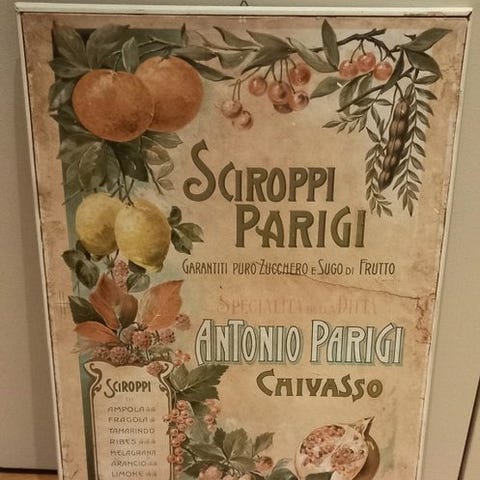 SCIROPPI
PARIGI
GARANTITI PURO ZUCCHERO E SUGO DI FRUTTO
SPECIALITÀ DELLA DITTA
ANTONIO PARIGI
CHIVASSO
SCIROPPI
DI
AMPOLA
FRAGOLA
TAMARINDO
RIBES
MELAGRANA
ARANCIO
LIMONE